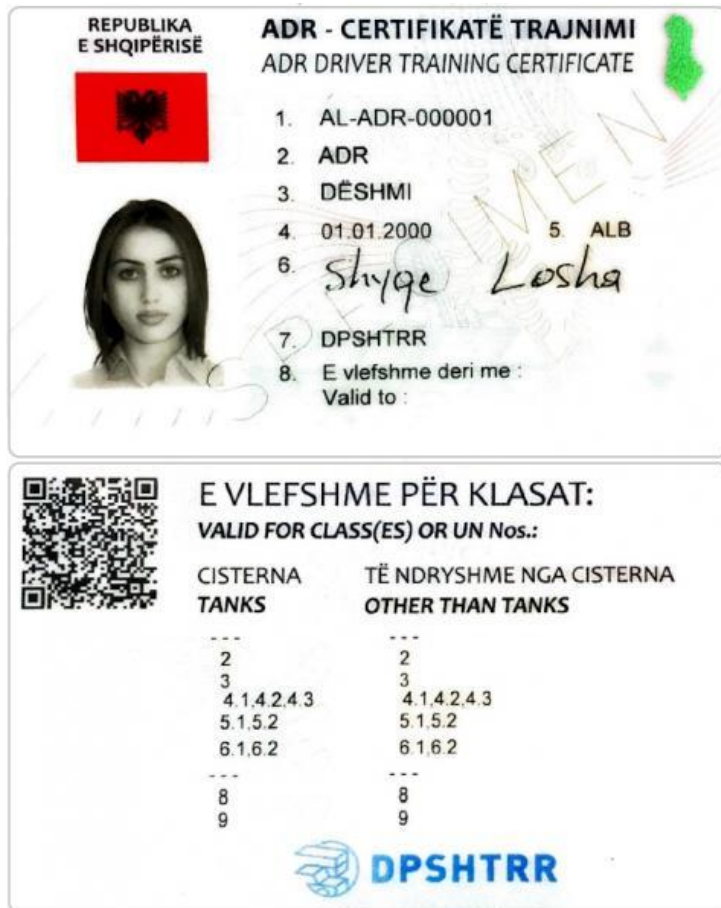 REPUBLIKA
E SHQIPËRISË
ADR - CERTIFIKATË TRAJNIMI
ADR DRIVER TRAINING CERTIFICATE
1. AL-ADR-000001
2. ADR
3. DËSHMI
4. 01.01.2000 5. ALB
6. Shyqe Losha
7. DPSHTRR
8. E vlefshme deri me :
Valid to :
SPECIMEN
E VLEFSHME PËR KLASAT:
VALID FOR CLASS(ES) OR UN Nos.:
CISTERNA TË NDRYSHME NGA CISTERNA
TANKS OTHER THAN TANKS
--- ---
2 2
3 3
4.1,4.2,4.3 4.1,4.2,4.3
5.1,5.2 5.1,5.2
6.1,6.2 6.1,6.2
--- ---
8 8
9 9
DPSHTRR